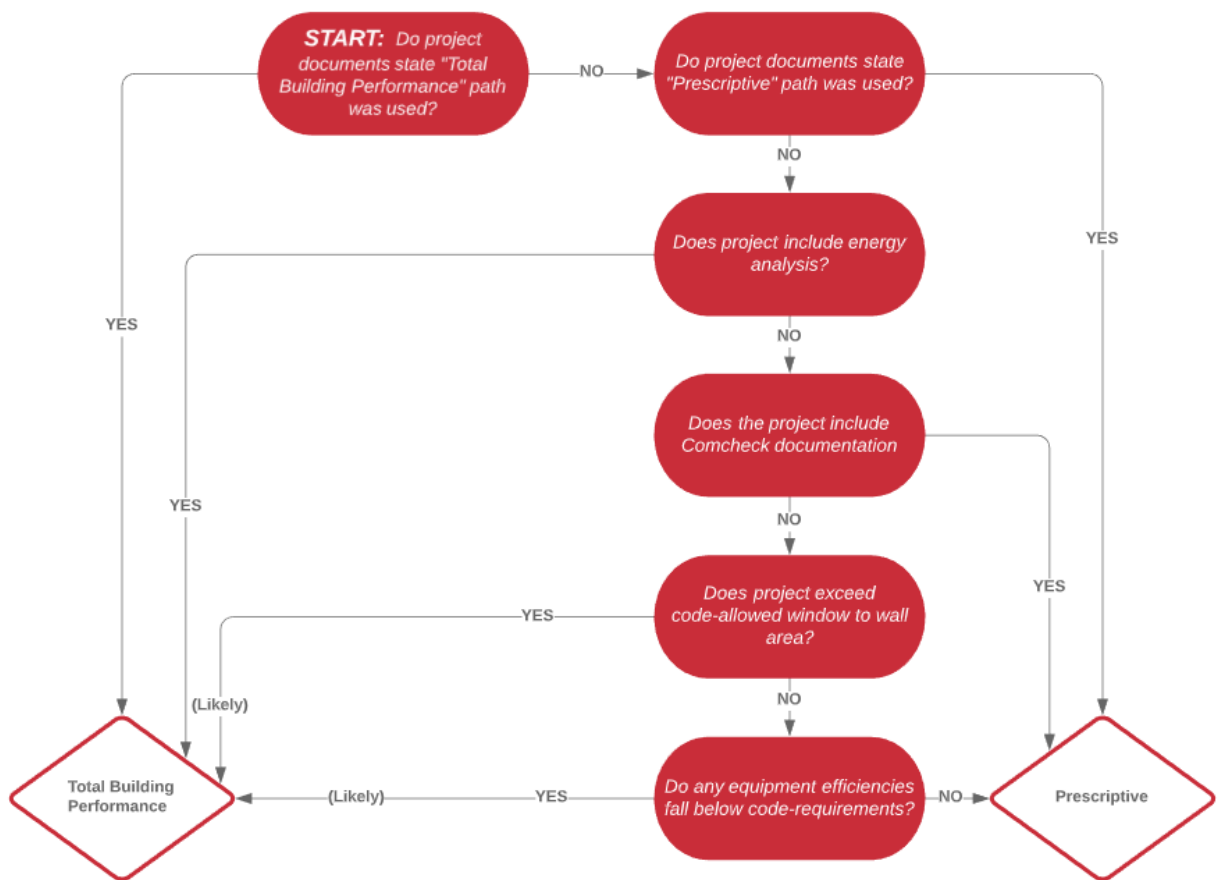 START: Do project
documents state "Total
Building Performance" path
was used?
NO
Do project documents state
"Prescriptive" path was used?
NO
YES
Does project include energy
analysis?
YES
NO
Does the project include
Comcheck documentation
YES
NO
YES
Does project exceed
code-allowed window to wall
area?
YES
(Likely)
NO
Total Building
Performance
(Likely)
YES
Do any equipment efficiencies
fall below code-requirements?
NO
Prescriptive